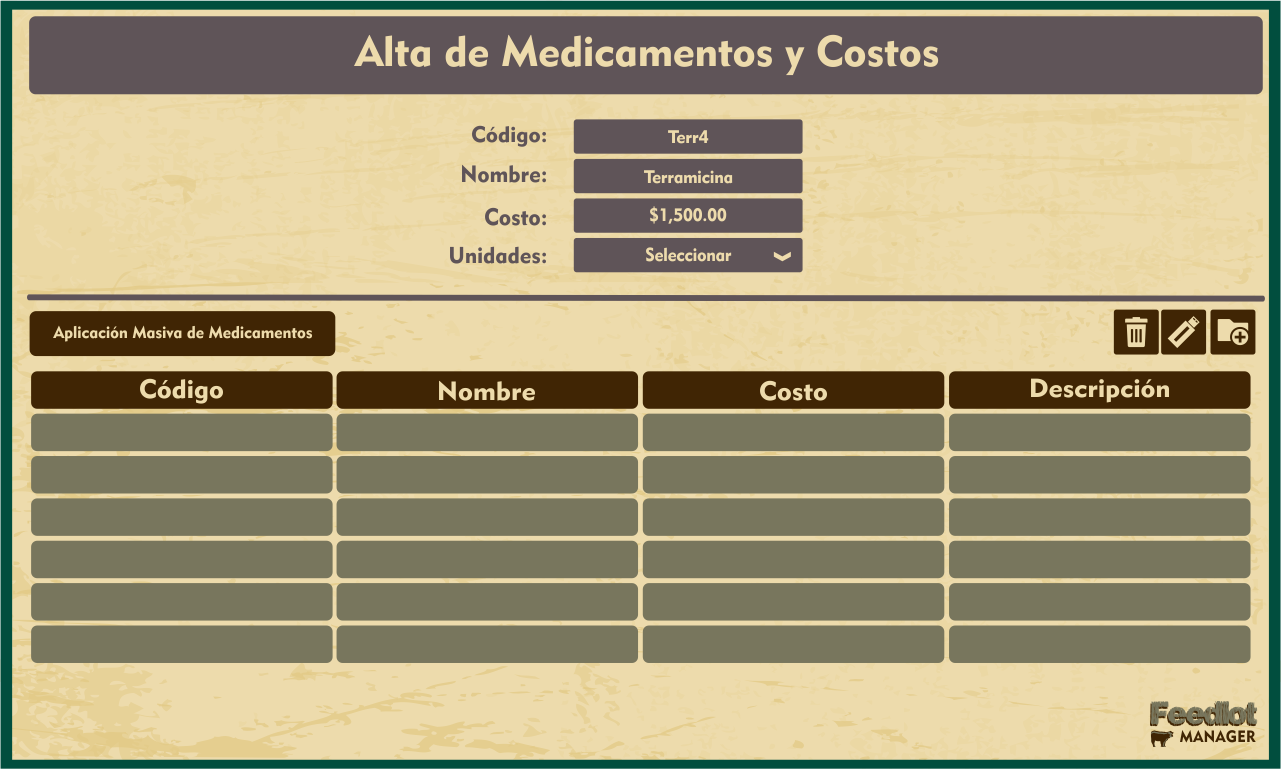 Alta de Medicamentos y Costos
Código:
Terr4
Nombre:
Terramicina
Costo:
$1,500.00
Unidades:
Seleccionar
Aplicación Masiva de Medicamentos
Código
Nombre
Costo
Descripción
Feedlot
MANAGER